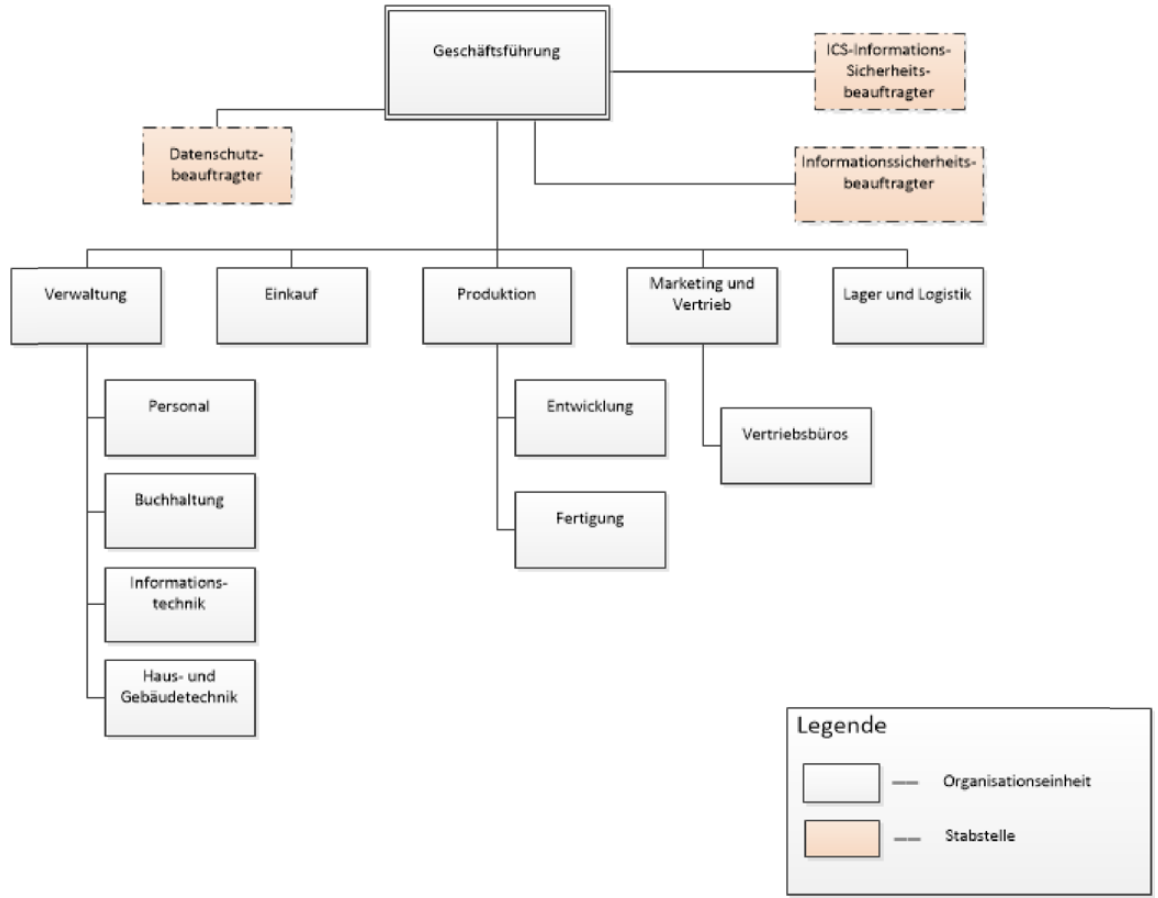 Geschäftsführung
ICS-Informations-
Sicherheits-
beauftragter
Datenschutz-
beauftragter
Informationssicherheits-
beauftragter
Verwaltung
Einkauf
Produktion
Marketing und
Vertrieb
Lager und Logistik
Personal
Buchhaltung
Informations-
technik
Haus- und
Gebäudetechnik
Entwicklung
Fertigung
Vertriebsbüros
Legende
Organisationseinheit
Stabstelle